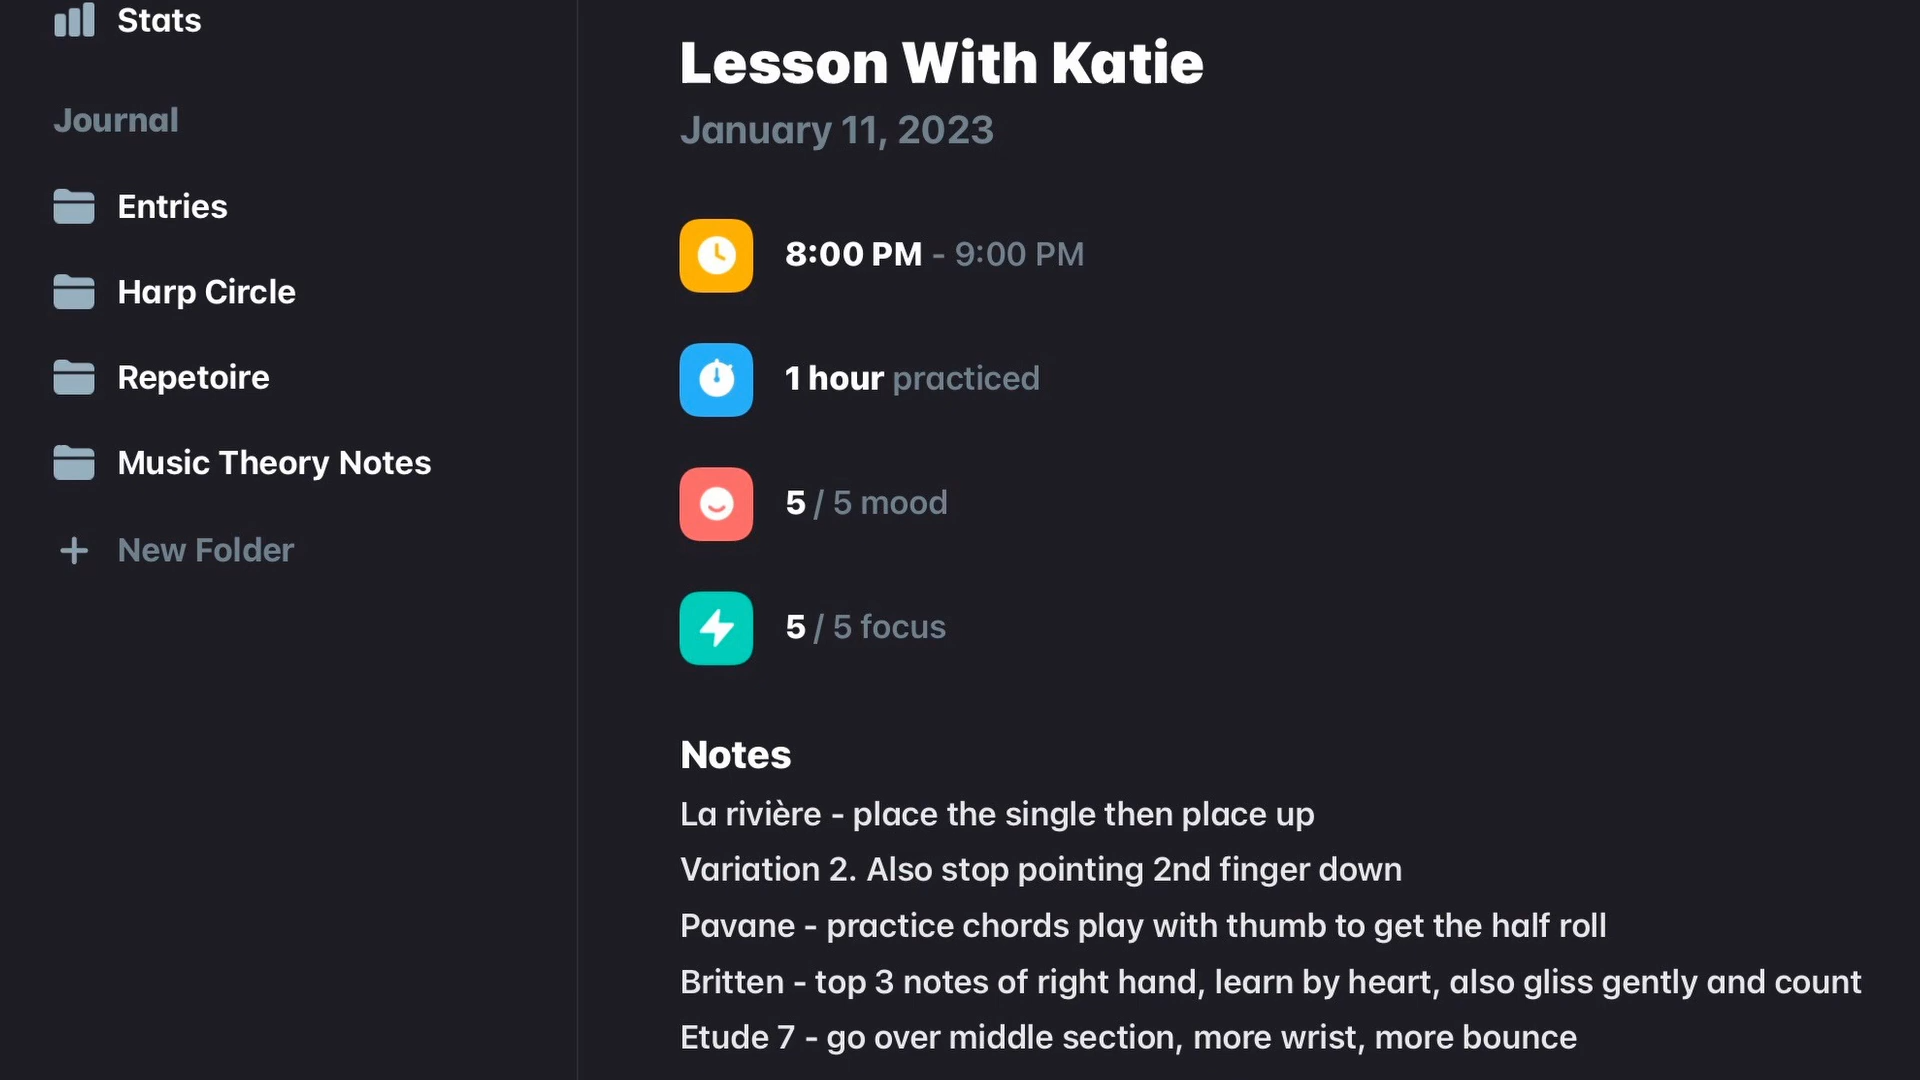 Stats
Journal
Entries
Harp Circle
Repetoire
Music Theory Notes
New Folder
Lesson With Katie
January 11, 2023
8:00 PM - 9:00 PM
1 hour practiced
5 / 5 mood
5 / 5 focus
Notes
La rivière - place the single then place up
Variation 2. Also stop pointing 2nd finger down
Pavane - practice chords play with thumb to get the half roll
Britten - top 3 notes of right hand, learn by heart, also gliss gently and count
Etude 7 - go over middle section, more wrist, more bounce